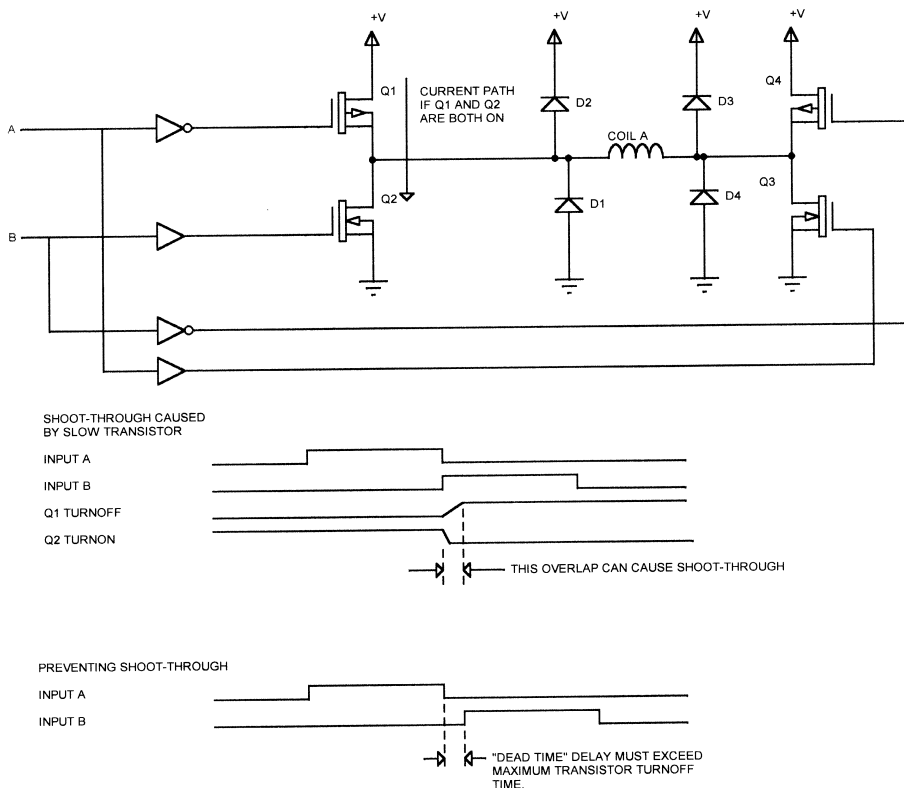 +V
+V
+V
+V
Q1
CURRENT PATH
IF Q1 AND Q2
ARE BOTH ON
D2
D3
Q4
A
COIL A
Q2
D1
D4
Q3
B
SHOOT-THROUGH CAUSED
BY SLOW TRANSISTOR
INPUT A
INPUT B
Q1 TURNOFF
Q2 TURNON
THIS OVERLAP CAN CAUSE SHOOT-THROUGH
PREVENTING SHOOT-THROUGH
INPUT A
INPUT B
"DEAD TIME" DELAY MUST EXCEED
MAXIMUM TRANSISTOR TURNOFF
TIME.